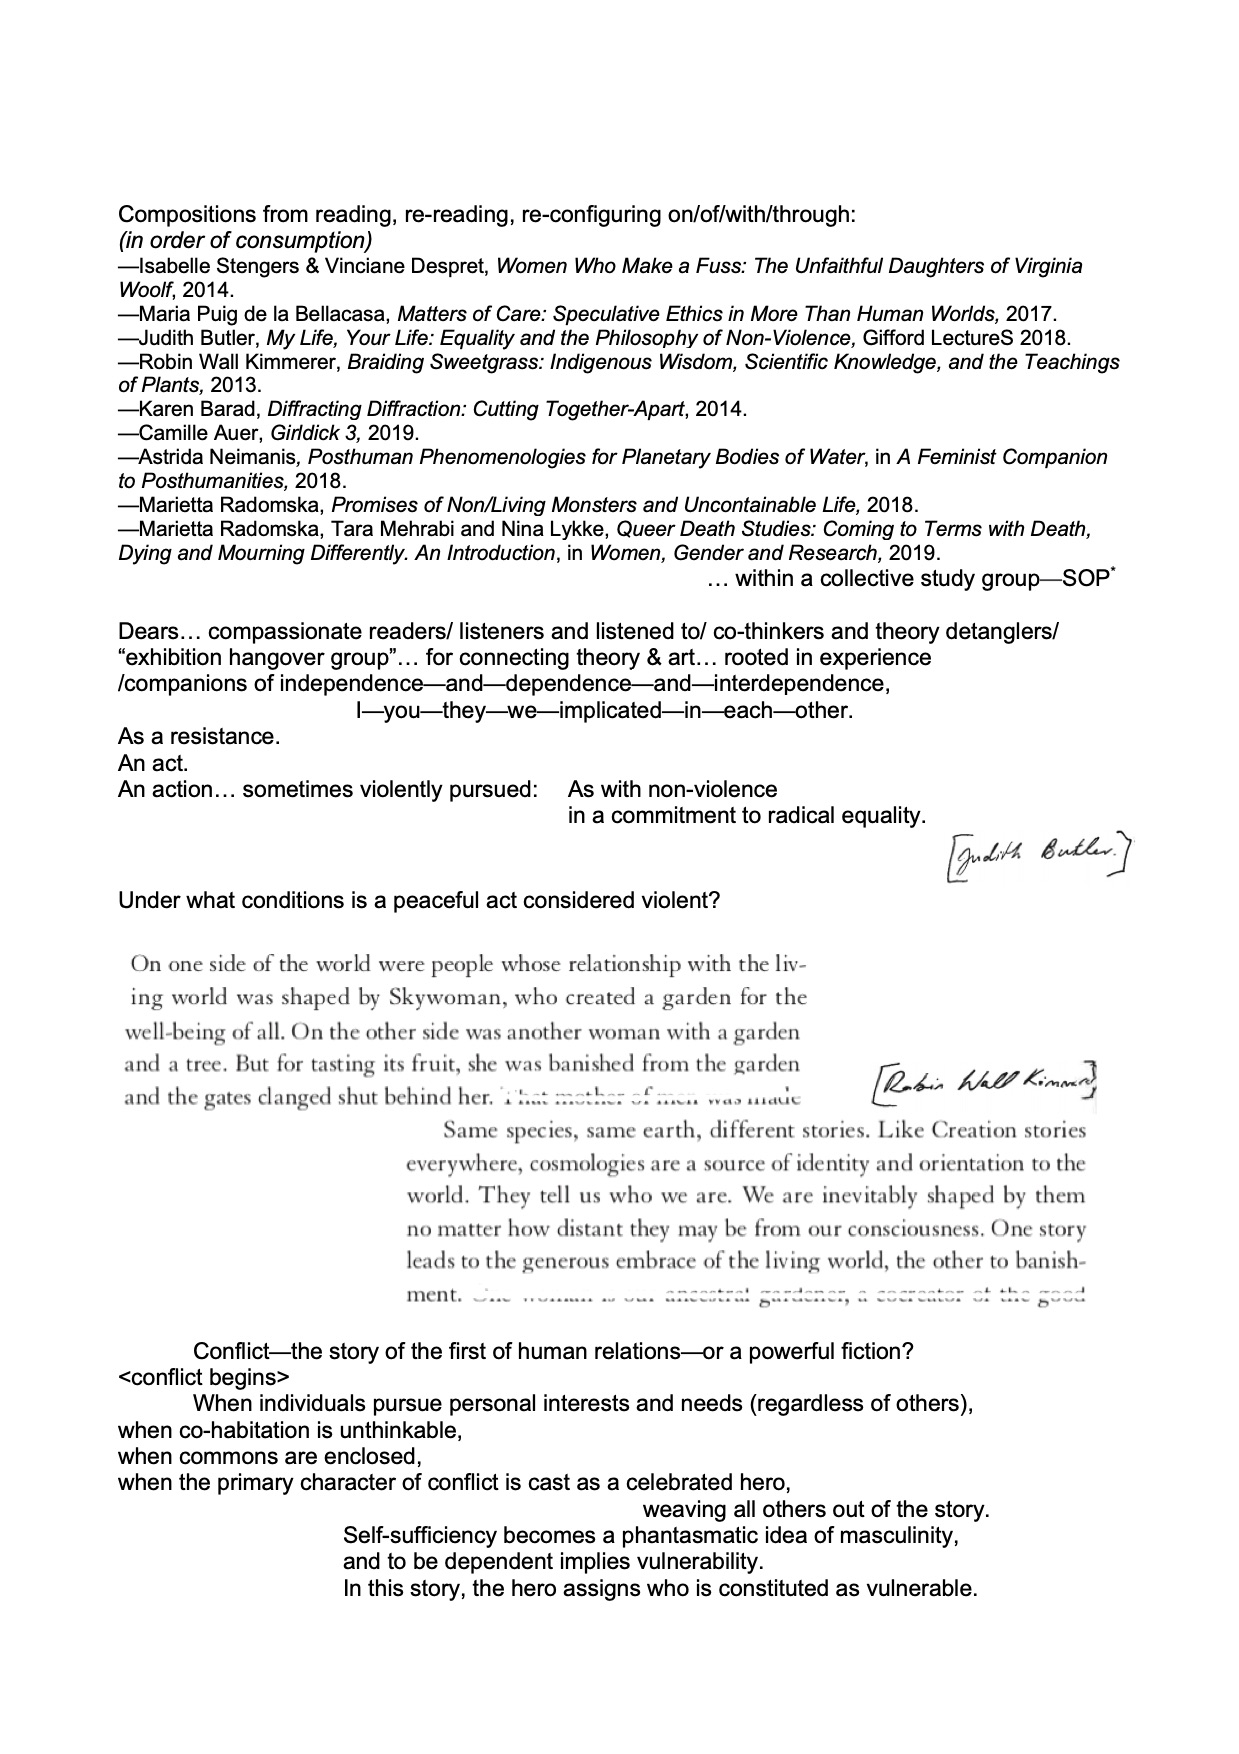 Compositions from reading, re-reading, re-configuring on/of/with/through:
(in order of consumption)
—Isabelle Stengers & Vinciane Despret, Women Who Make a Fuss: The Unfaithful Daughters of Virginia
Woolf, 2014.
—Maria Puig de la Bellacasa, Matters of Care: Speculative Ethics in More Than Human Worlds, 2017.
—Judith Butler, My Life, Your Life: Equality and the Philosophy of Non-Violence, Gifford LectureS 2018.
—Robin Wall Kimmerer, Braiding Sweetgrass: Indigenous Wisdom, Scientific Knowledge, and the Teachings
of Plants, 2013.
—Karen Barad, Diffracting Diffraction: Cutting Together-Apart, 2014.
—Camille Auer, Girldick 3, 2019.
—Astrida Neimanis, Posthuman Phenomenologies for Planetary Bodies of Water, in A Feminist Companion
to Posthumanities, 2018.
—Marietta Radomska, Promises of Non/Living Monsters and Uncontainable Life, 2018.
—Marietta Radomska, Tara Mehrabi and Nina Lykke, Queer Death Studies: Coming to Terms with Death,
Dying and Mourning Differently. An Introduction, in Women, Gender and Research, 2019.
… within a collective study group—SOP*
Dears… compassionate readers/ listeners and listened to/ co-thinkers and theory detanglers/
“exhibition hangover group”… for connecting theory & art… rooted in experience
/companions of independence—and—dependence—and—interdependence,
I—you—they—we—implicated—in—each—other.
As a resistance.
An act.
An action… sometimes violently pursued: As with non-violence
in a commitment to radical equality.
[Judith Butler.]
Under what conditions is a peaceful act considered violent?
On one side of the world were people whose relationship with the liv-
ing world was shaped by Skywoman, who created a garden for the
well-being of all. On the other side was another woman with a garden
and a tree. But for tasting its fruit, she was banished from the garden
and the gates clanged shut behind her. That mother of men was made
[Robin Wall Kimmerer]
Same species, same earth, different stories. Like Creation stories
everywhere, cosmologies are a source of identity and orientation to the
world. They tell us who we are. We are inevitably shaped by them
no matter how distant they may be from our consciousness. One story
leads to the generous embrace of the living world, the other to banish-
ment. One woman is our ancestral gardener, a cocreator of the good
Conflict—the story of the first of human relations—or a powerful fiction?
<conflict begins>
When individuals pursue personal interests and needs (regardless of others),
when co-habitation is unthinkable,
when commons are enclosed,
when the primary character of conflict is cast as a celebrated hero,
weaving all others out of the story.
Self-sufficiency becomes a phantasmatic idea of masculinity,
and to be dependent implies vulnerability.
In this story, the hero assigns who is constituted as vulnerable.